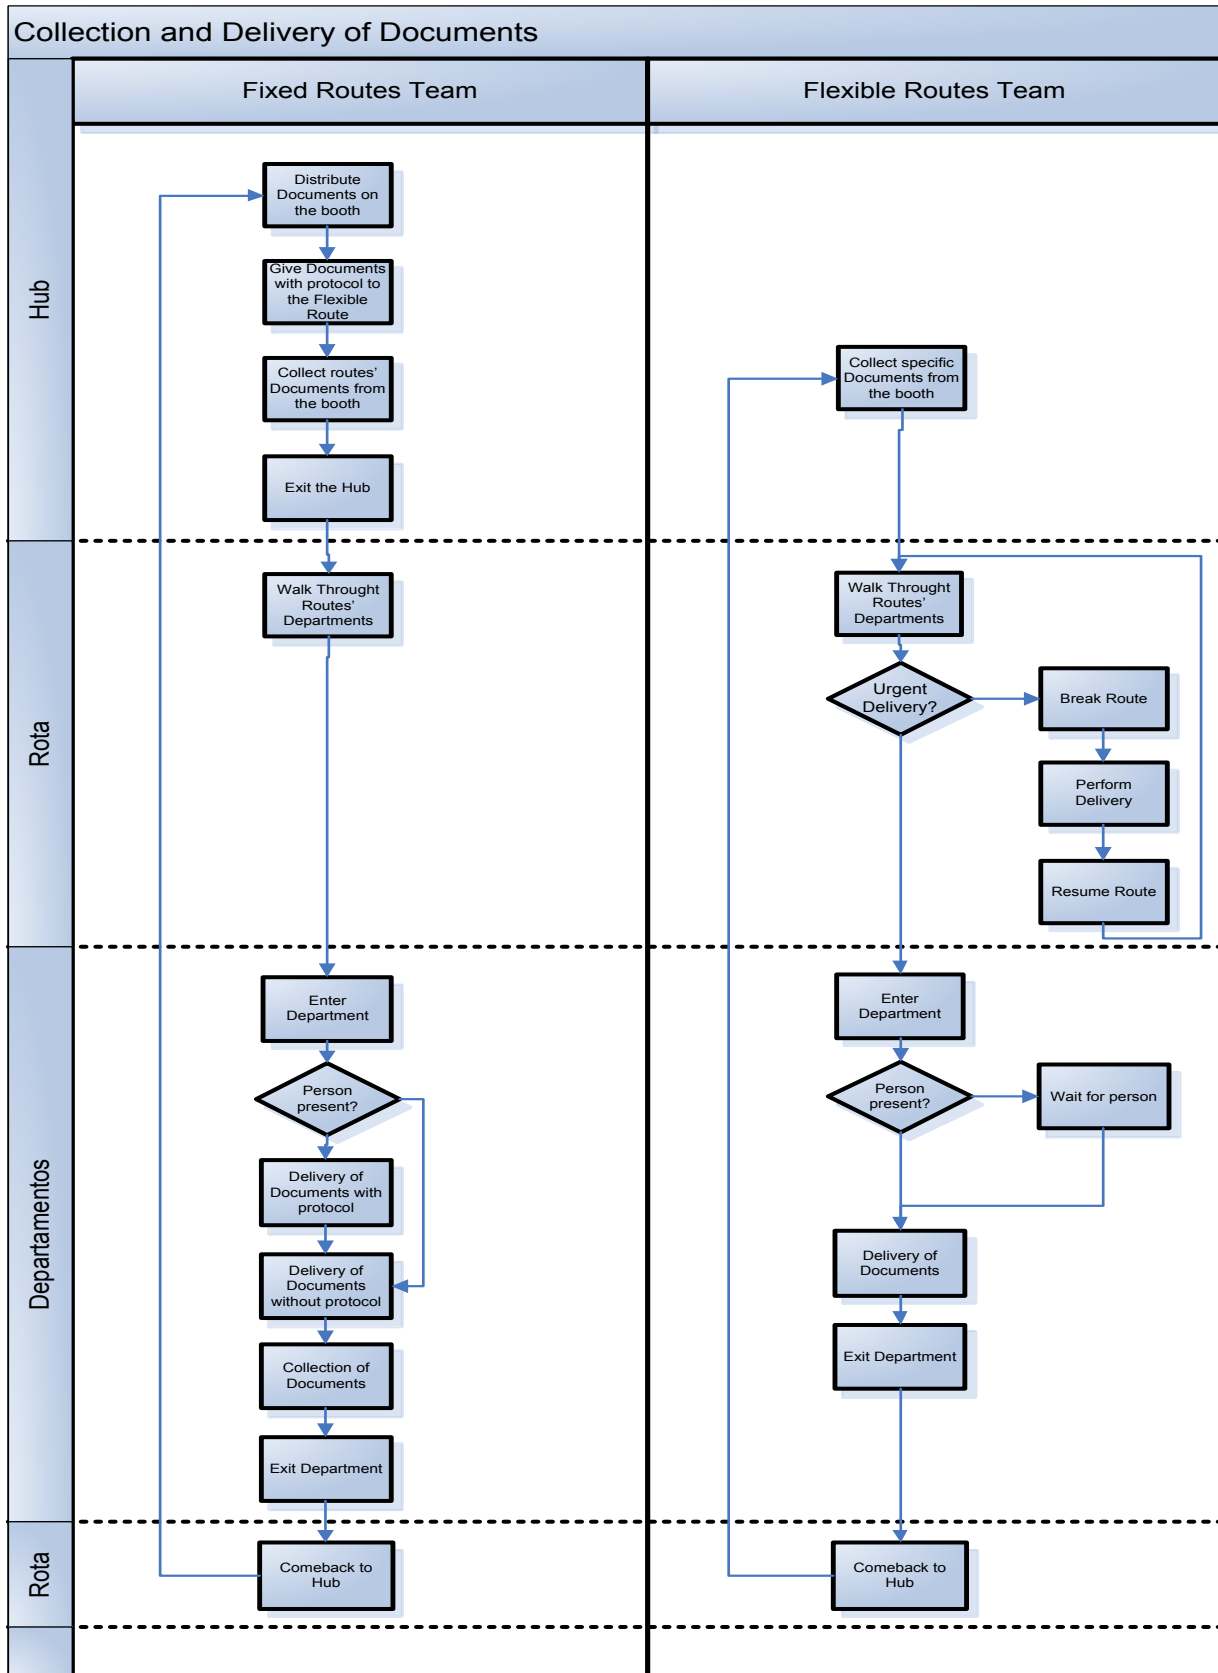 Collection and Delivery of Documents
Fixed Routes Team
Flexible Routes Team
Hub
Distribute
Documents on
the booth
Give Documents
with protocol to
the Flexible
Route
Collect routes'
Documents from
the booth
Exit the Hub
Collect specific
Documents from
the booth
Rota
Walk Throught
Routes'
Departments
Walk Throught
Routes'
Departments
Urgent
Delivery?
Break Route
Perform
Delivery
Resume Route
Departamentos
Enter
Department
Person
present?
Delivery of
Documents with
protocol
Delivery of
Documents
without protocol
Collection of
Documents
Exit Department
Enter
Department
Person
present?
Wait for person
Delivery of
Documents
Exit Department
Rota
Comeback to
Hub
Comeback to
Hub